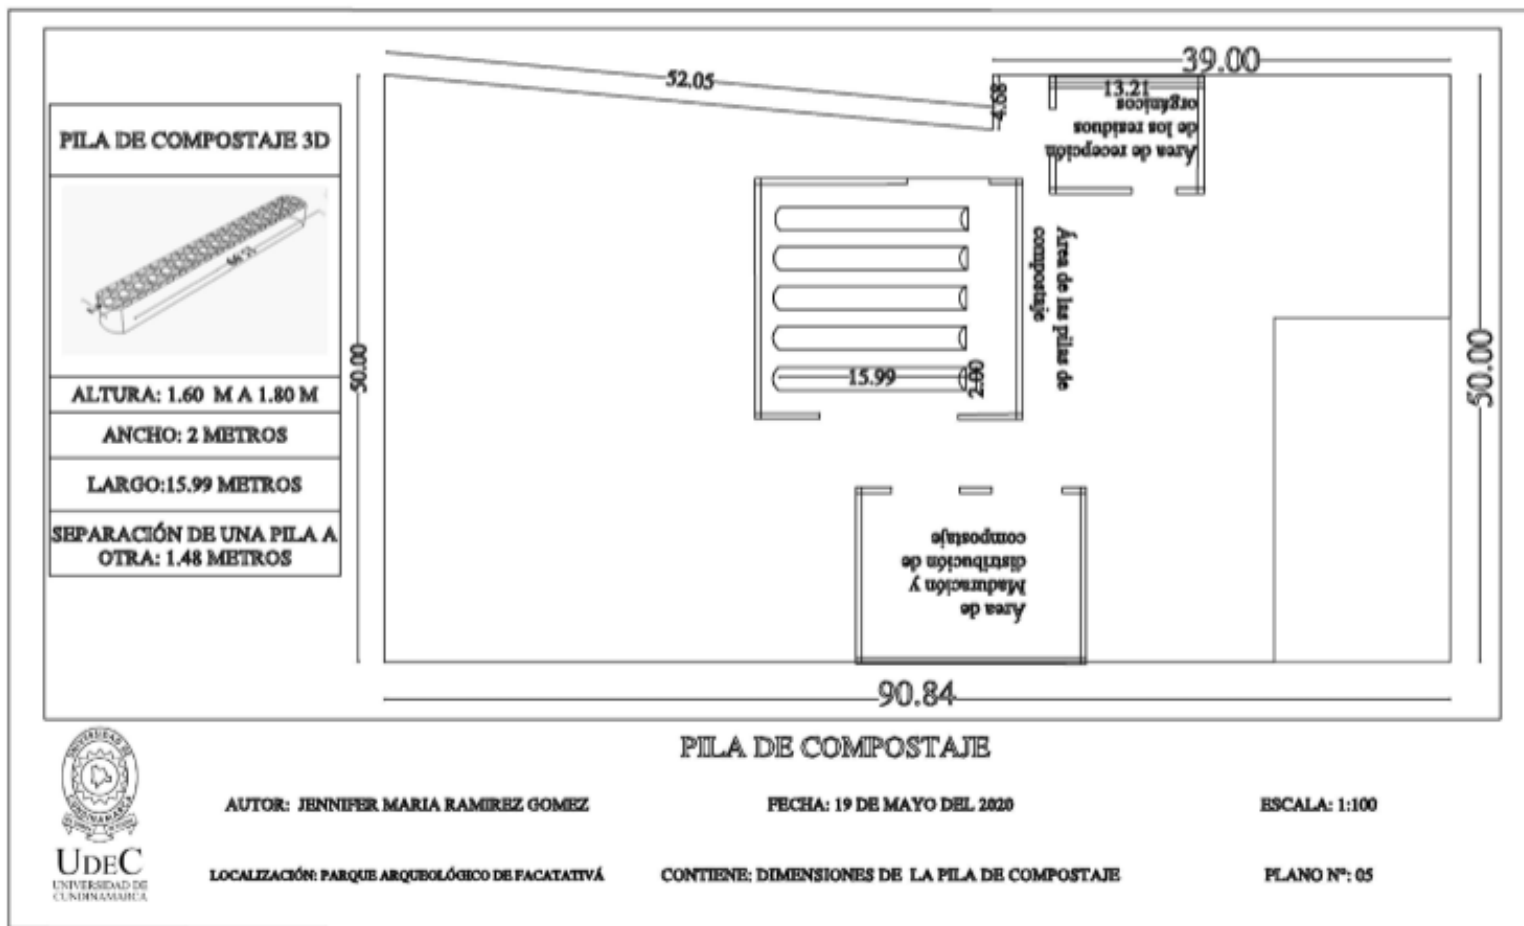 PILA DE COMPOSTAJE 3D
ALTURA: 1.60 M A 1.80 M
ANCHO: 2 METROS
LARGO:15.99 METROS
SEPARACIÓN DE UNA PILA A
OTRA: 1.48 METROS
52.05
39.00
4.68
13.21
Área de recepción
de los residuos
orgánicos
50.00
Área de las pilas de
compostaje
15.99
2.00
50.00
Área de
Maduración y
distribución de
compostaje
90.84
PILA DE COMPOSTAJE
AUTOR: JENNIFER MARIA RAMIREZ GOMEZ
FECHA: 19 DE MAYO DEL 2020
ESCALA: 1:100
LOCALIZACIÓN: PARQUE ARQUEOLÓGICO DE FACATATIVÁ
CONTIENE: DIMENSIONES DE LA PILA DE COMPOSTAJE
PLANO Nº: 05
UNIVERSIDAD DE
CUNDINAMARCA
UDEC
UNIVERSIDAD DE
CUNDINAMARCA